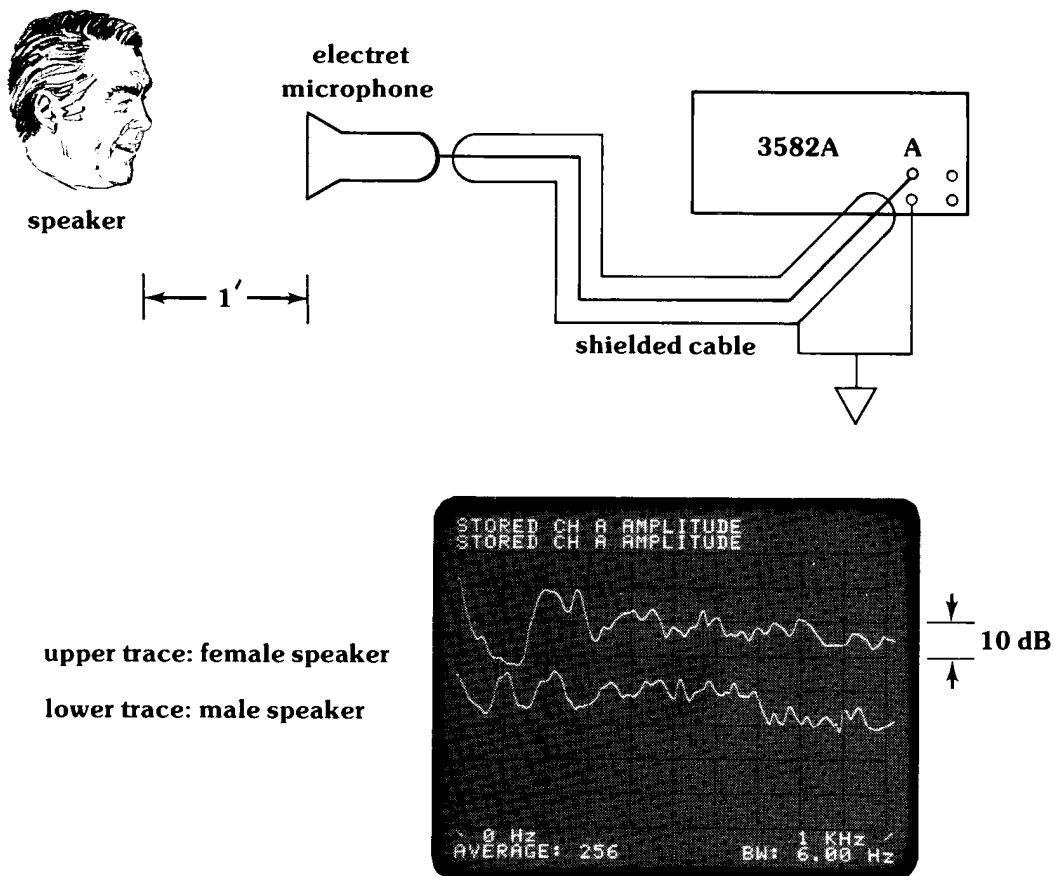 electret
microphone
speaker
1′
3582A A
shielded cable
STORED CH A AMPLITUDE
STORED CH A AMPLITUDE
10 dB
upper trace: female speaker
lower trace: male speaker
0 Hz 1 KHz
AVERAGE: 256 BW: 6.00 Hz